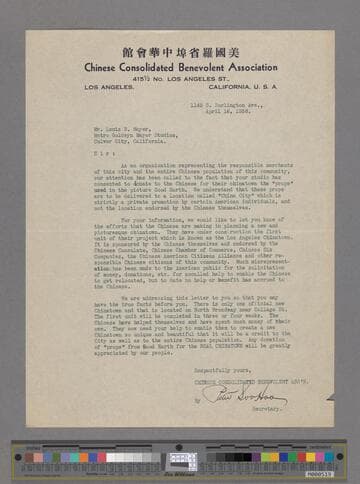 館會華中埠省羅國美
Chinese Consolidated Benevolent Association
415½ No. LOS ANGELES ST.,
LOS ANGELES, CALIFORNIA, U. S. A
1145 S. Burlington Ave.,
April 16, 1938.
Mr. Louis B. Mayer,
Metro Goldwyn Mayer Studios,
Culver City, California.
Sir:
As an organization representing the responsible merchants
of this city and the entire Chinese population of this community,
our attention has been called to the fact that your studio has
consented to donate to the Chinese for their chinatown the "props"
used in the picture Good Earth. We understand that these props
are to be delivered to a location called "China City" which is
strictly a private promotion by certain American individuals, and
not the location endorsed by the Chinese themselves.
For your information, we would like to let you know of
the efforts that the Chinese are making in planning a new and
picturesque chinatown. They have under construction the first
unit of their project which is known as the Los Angeles Chinatown.
It is sponsored by the Chinese themselves and endorsed by the
Chinese Consulate, Chinese Chamber of Commerce, Chinese Six
Companies, the Chinese American Citizens Alliance and other re-
sponsible Chinese citizens of this community. Much misrepresent-
ation has been made to the American public for the solicitation
of money, donations, etc. for socalled help to enable the Chinese
to get relocated, but to date no help or benefit has accrued to
the Chinese.
We are addressing this letter to you so that you may
have the true facts before you. There is only one official new
Chinatown and that is located on North Broadway near College St.
The first unit will be completed in three or four weeks. The
Chinese have helped themselves and have spent much money of their
own. They now need your help to enable them to create a new
Chinatown so unique and beautiful that it will be a credit to the
City as well as to the entire Chinese population. Any donation
of "props" from Good Earth for the REAL CHINATOWN will be greatly
appreciated by our people.
Respectfully yours,
CHINESE CONSOLIDATED BENEVOLENT ASS'N.
By Peter SooHoo
Secretary.
M000519